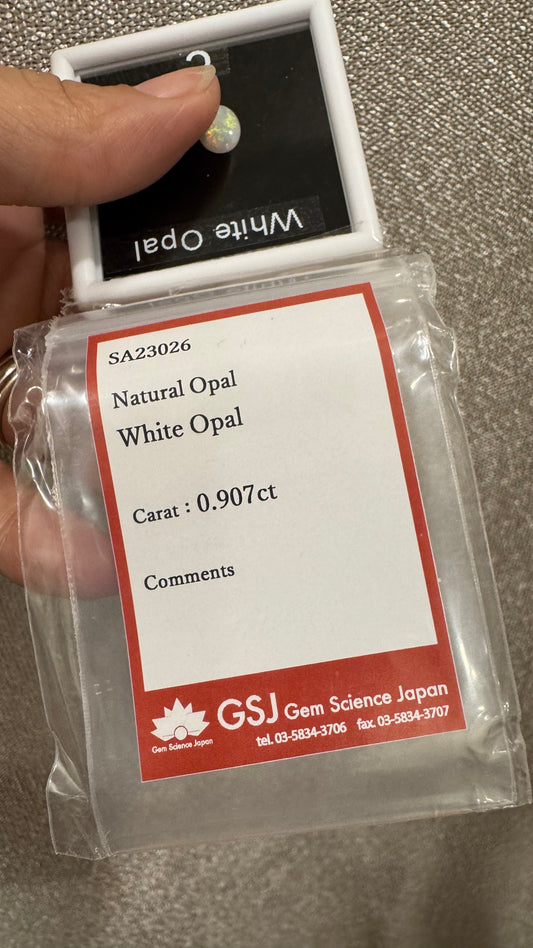 White Opal
SA23026
Natural Opal
White Opal
Carat : 0.907ct
Comments
GSJ Gem Science Japan
Gem Science Japan
tel. 03-5834-3706 fax. 03-5834-3707